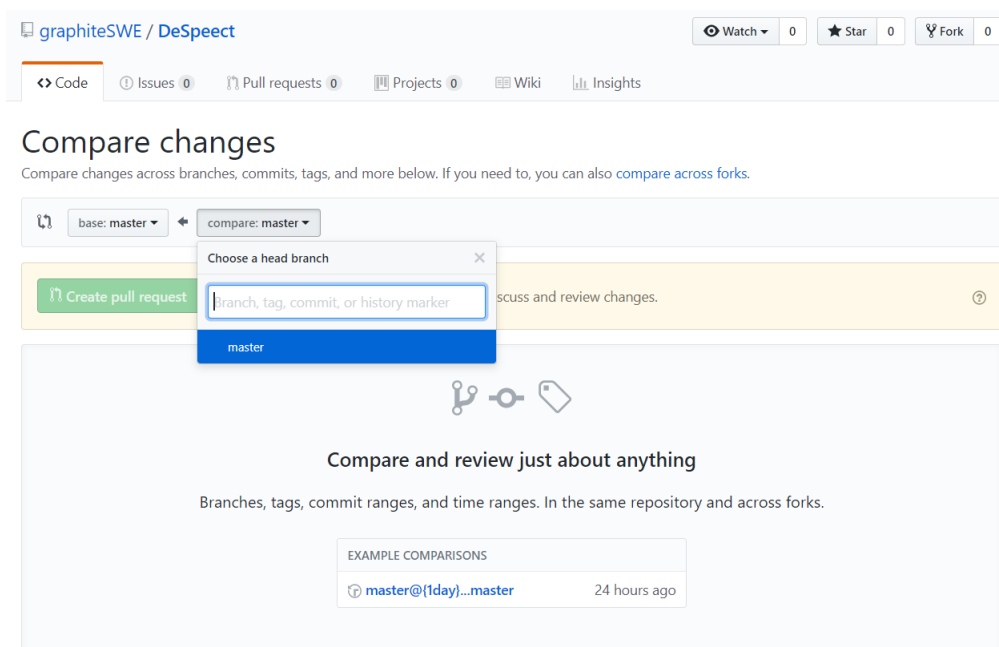 graphiteSWE / DeSpeect
Watch 0 Star 0 Fork 0
Code Issues 0 Pull requests 0 Projects 0 Wiki Insights
Compare changes
Compare changes across branches, commits, tags, and more below. If you need to, you can also compare across forks.
base: master compare: master
Choose a head branch
Create pull request
Branch, tag, commit, or history marker
scuss and review changes.
master
Compare and review just about anything
Branches, tags, commit ranges, and time ranges. In the same repository and across forks.
EXAMPLE COMPARISONS
master@{1day}...master 24 hours ago